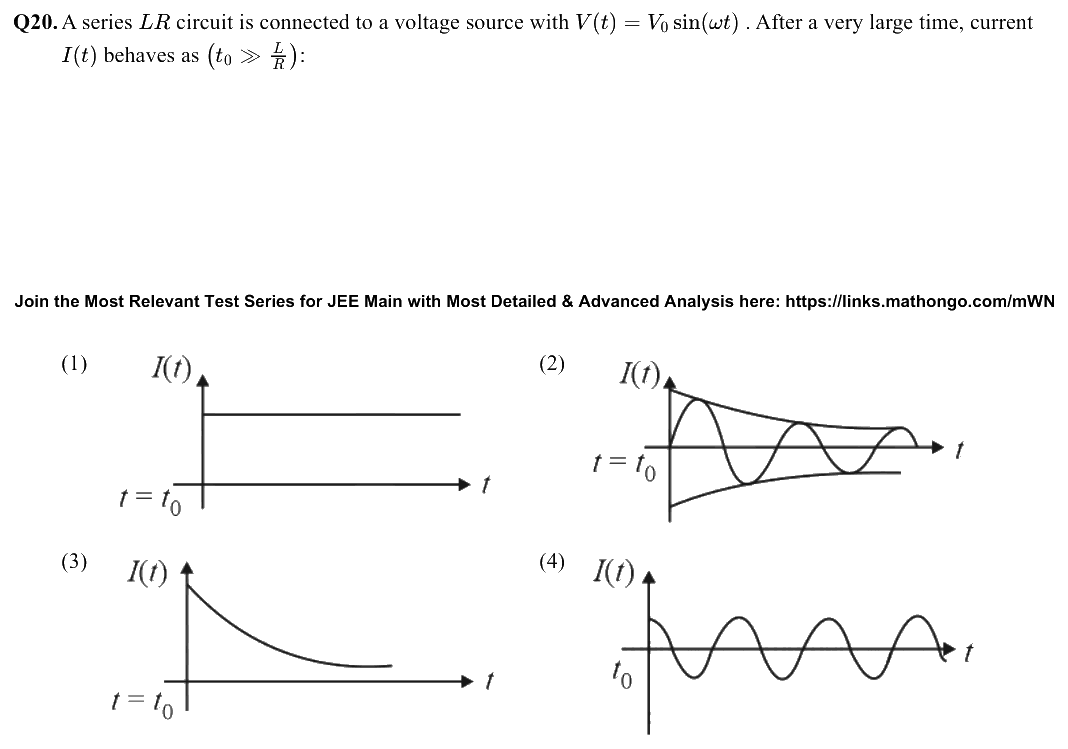 Q20. A series LR circuit is connected to a voltage source with V(t) = V₀ sin(ωt) . After a very large time, current
I(t) behaves as (t₀ ≫ L/R):
Join the Most Relevant Test Series for JEE Main with Most Detailed & Advanced Analysis here: https://links.mathongo.com/mWN
(1) I(t) t = t₀ t
(2) I(t) t = t₀ t
(3) I(t) t = t₀ t
(4) I(t) t₀ t